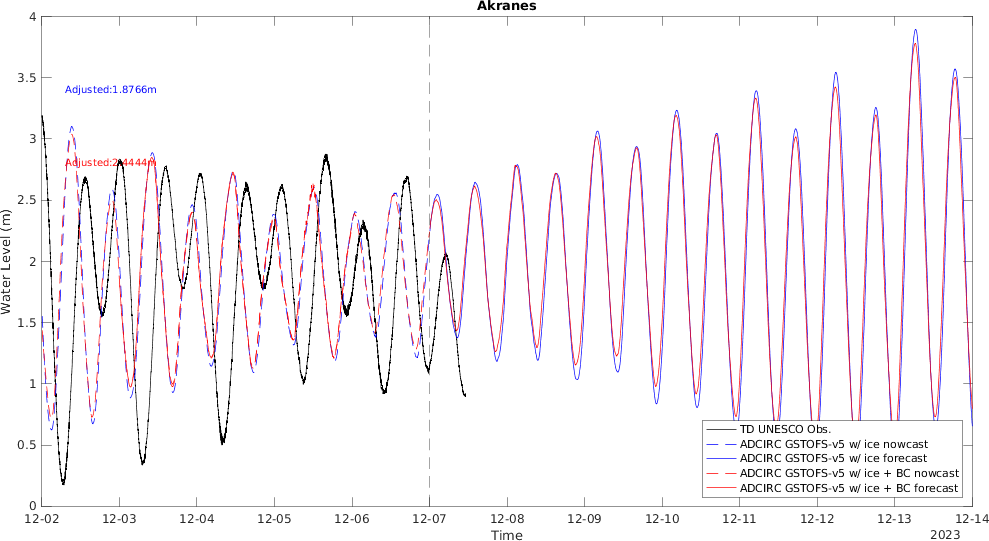 Akranes
4
3.5
3
2.5
2
1.5
1
0.5
0
Water Level (m)
Adjusted:1.8766m
Adjusted:2.4444m
TD UNESCO Obs.
ADCIRC GSTOFS-v5 w/ ice nowcast
ADCIRC GSTOFS-v5 w/ ice forecast
ADCIRC GSTOFS-v5 w/ ice + BC nowcast
ADCIRC GSTOFS-v5 w/ ice + BC forecast
12-02 12-03 12-04 12-05 12-06 12-07 12-08 12-09 12-10 12-11 12-12 12-13 12-14
Time
2023